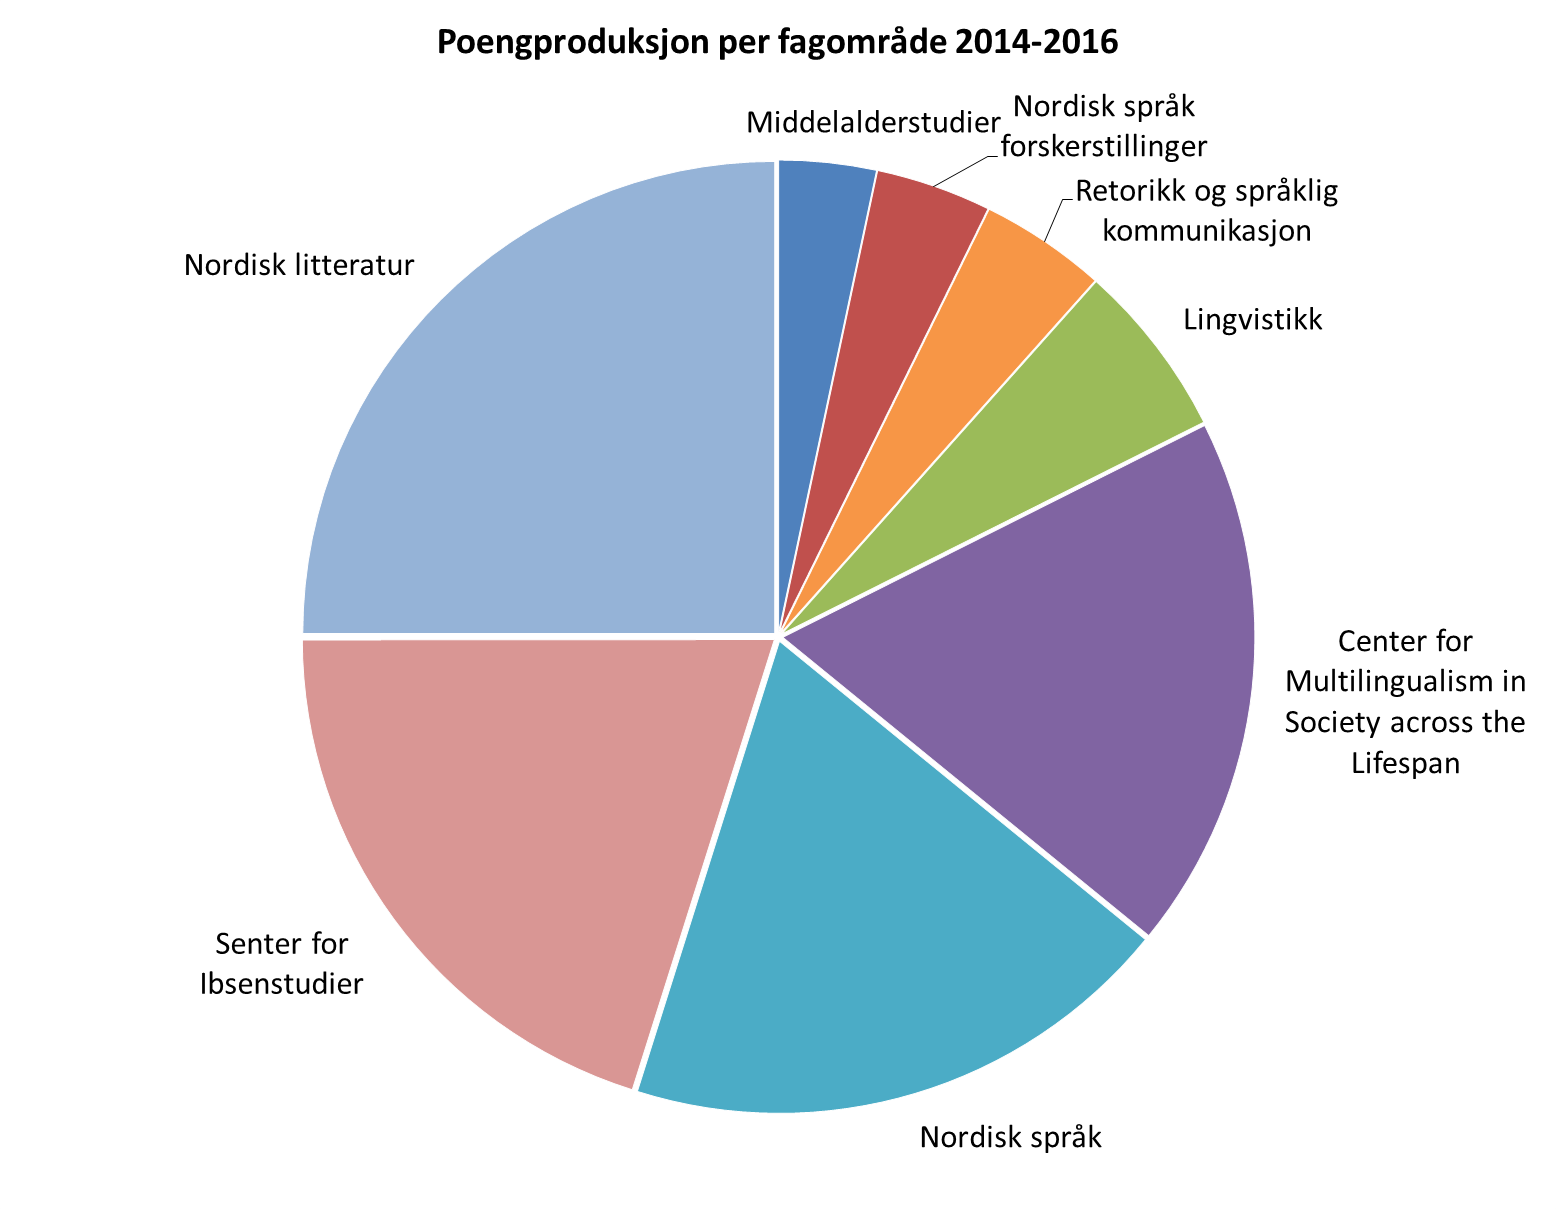 Poengproduksjon per fagområde 2014-2016
Middelalderstudier
Nordisk språk
forskerstillinger
Retorikk og språklig
kommunikasjon
Lingvistikk
Center for
Multilingualism in
Society across the
Lifespan
Nordisk språk
Senter for
Ibsenstudier
Nordisk litteratur